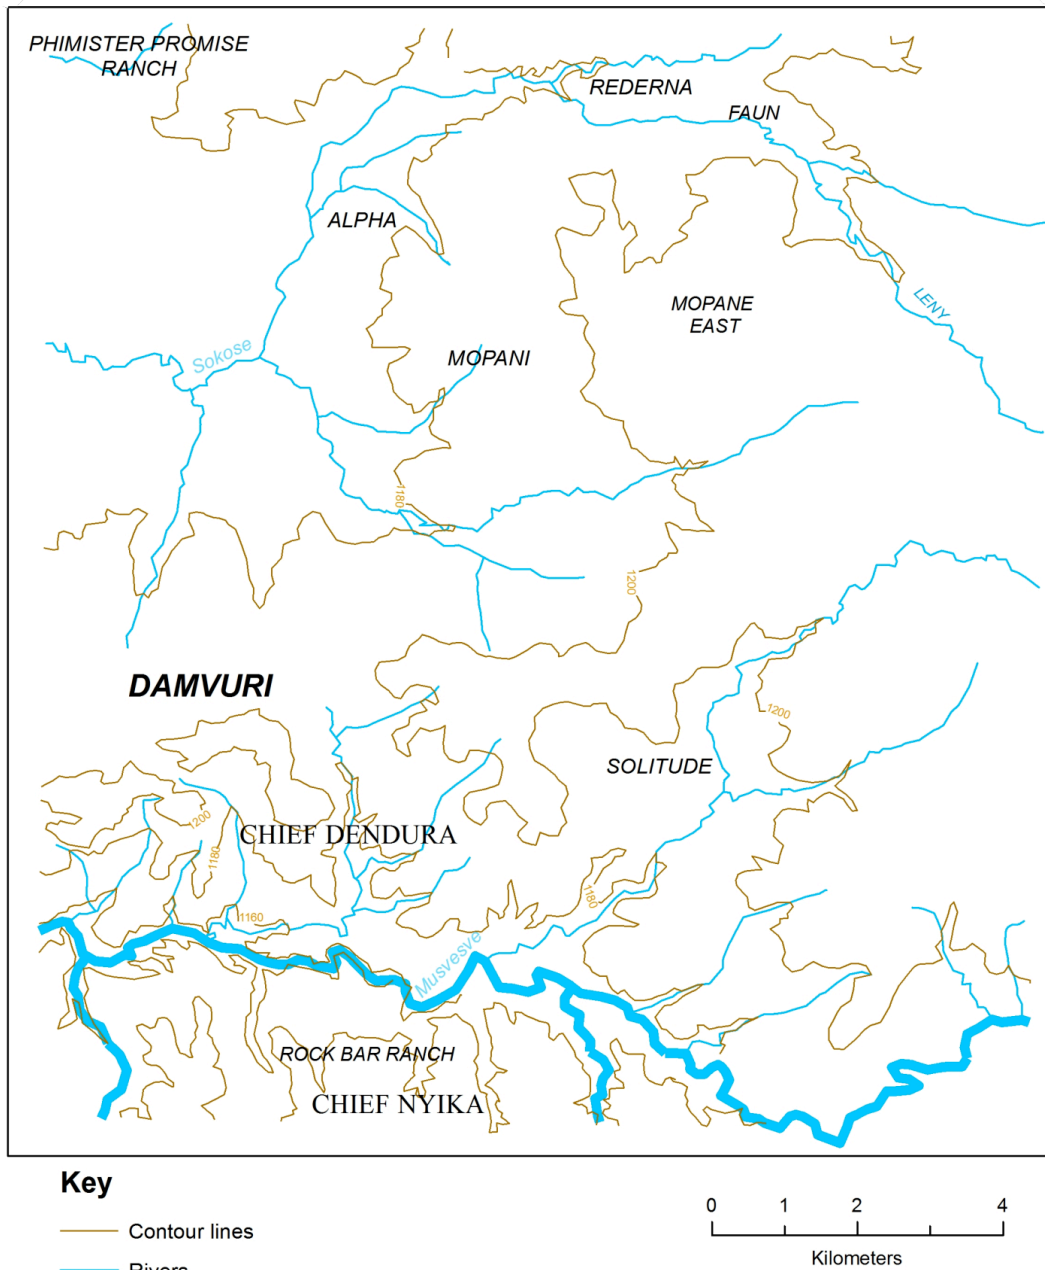 PHIMISTER PROMISE
RANCH
REDERNA
FAUN
ALPHA
MOPANE
EAST
LENY
Sokose
MOPANI
1180
1200
DAMVURI
1200
SOLITUDE
1200
CHIEF DENDURA
1180
1180
1160
Musvesve
ROCK BAR RANCH
CHIEF NYIKA
Key
Contour lines
Rivers
0 1 2 4
Kilometers